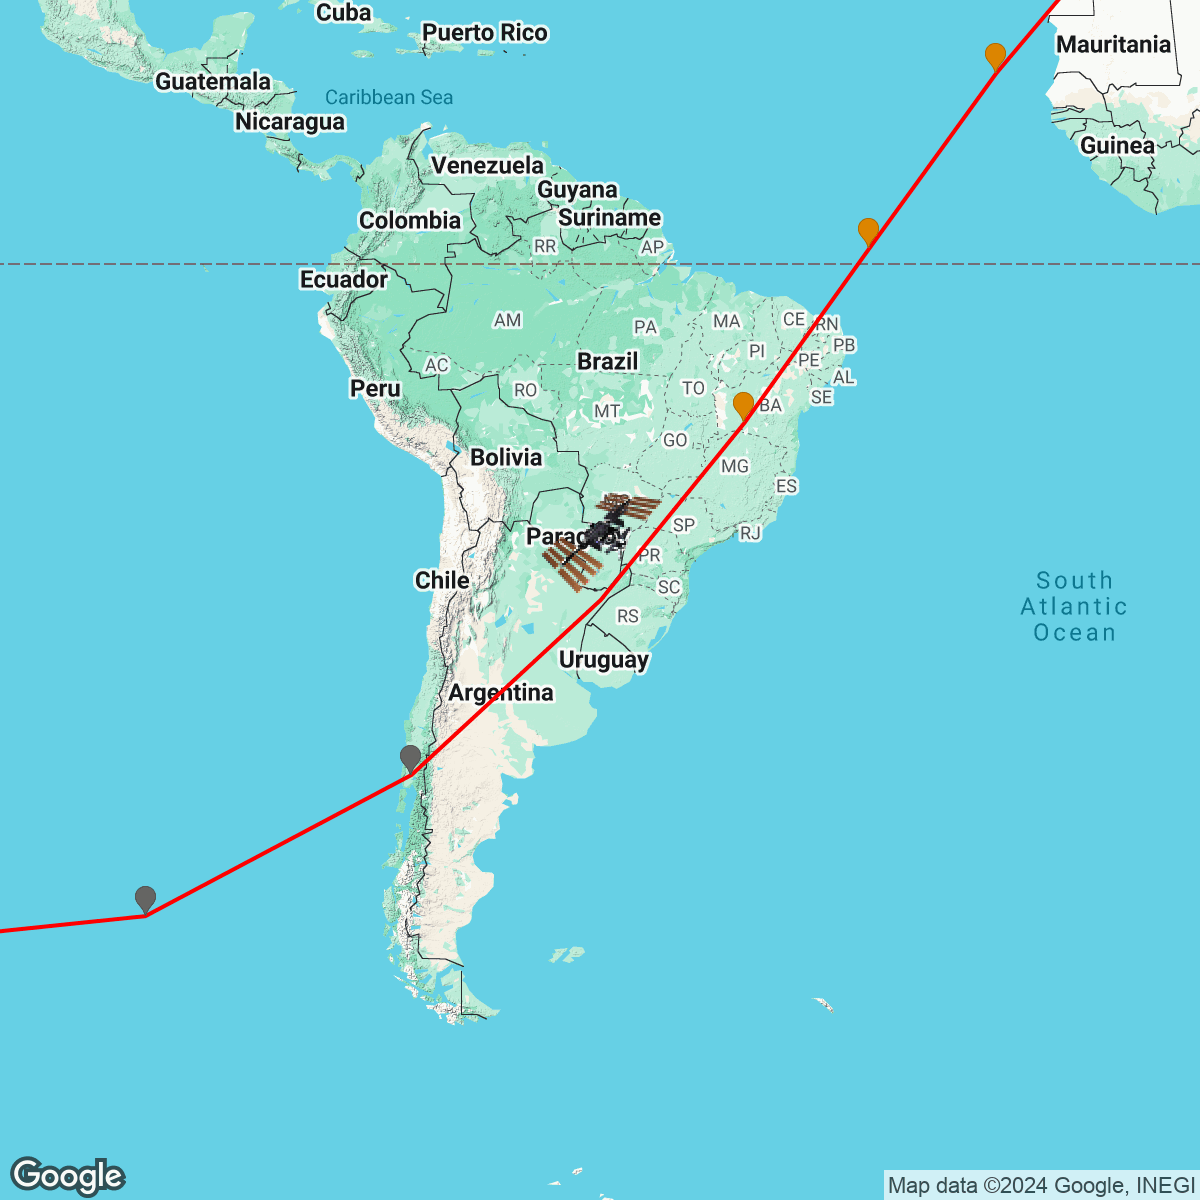 Cuba
Puerto Rico
Mauritania
Guatemala
Caribbean Sea
Nicaragua
Guinea
Venezuela
Guyana
Colombia
Suriname
RR
AP
Ecuador
AM
PA
MA
CE
RN
PB
PI
PE
Brazil
AC
AL
Peru
RO
TO
SE
MT
BA
GO
Bolivia
MG
ES
SP
RJ
PR
Chile
SC
South
Atlantic
Ocean
RS
Uruguay
Argentina
Google
Map data ©2024 Google, INEGI